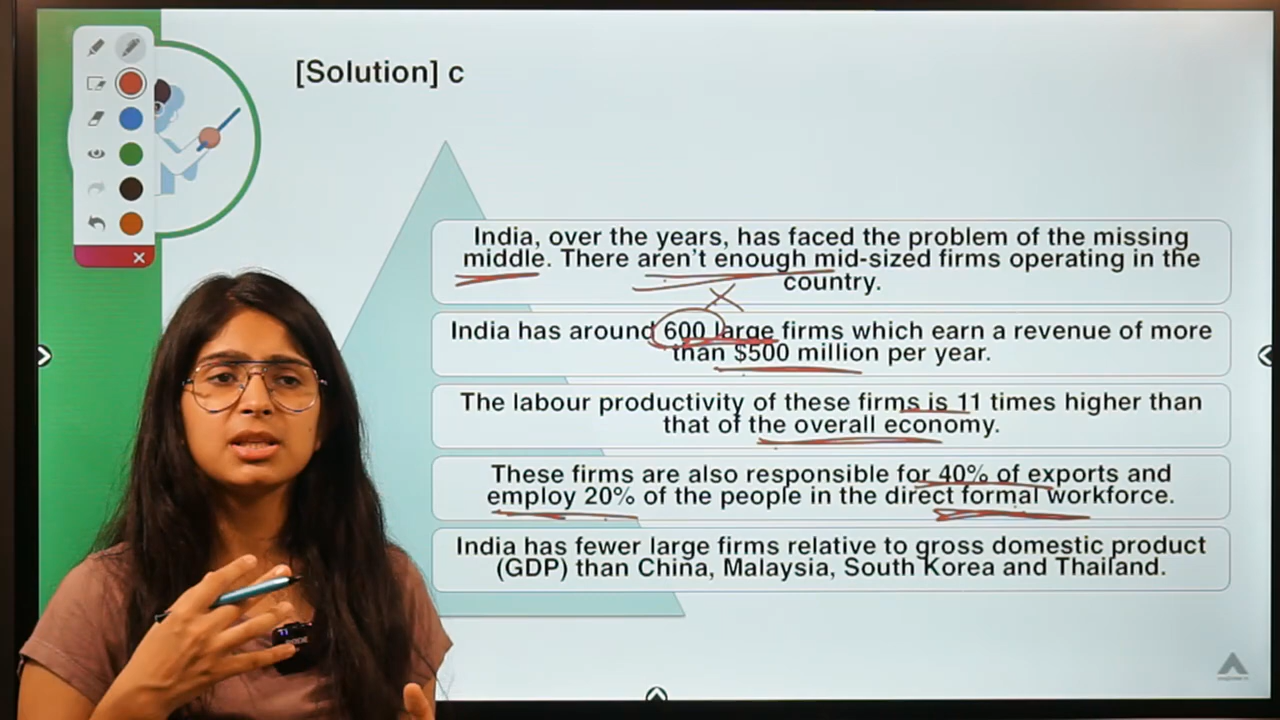 [Solution] c
India, over the years, has faced the problem of the missing
middle. There aren't enough mid-sized firms operating in the
country.
India has around 600 large firms which earn a revenue of more
than $500 million per year.
The labour productivity of these firms is 11 times higher than
that of the overall economy.
These firms are also responsible for 40% of exports and
employ 20% of the people in the direct formal workforce.
India has fewer large firms relative to gross domestic product
(GDP) than China, Malaysia, South Korea and Thailand.